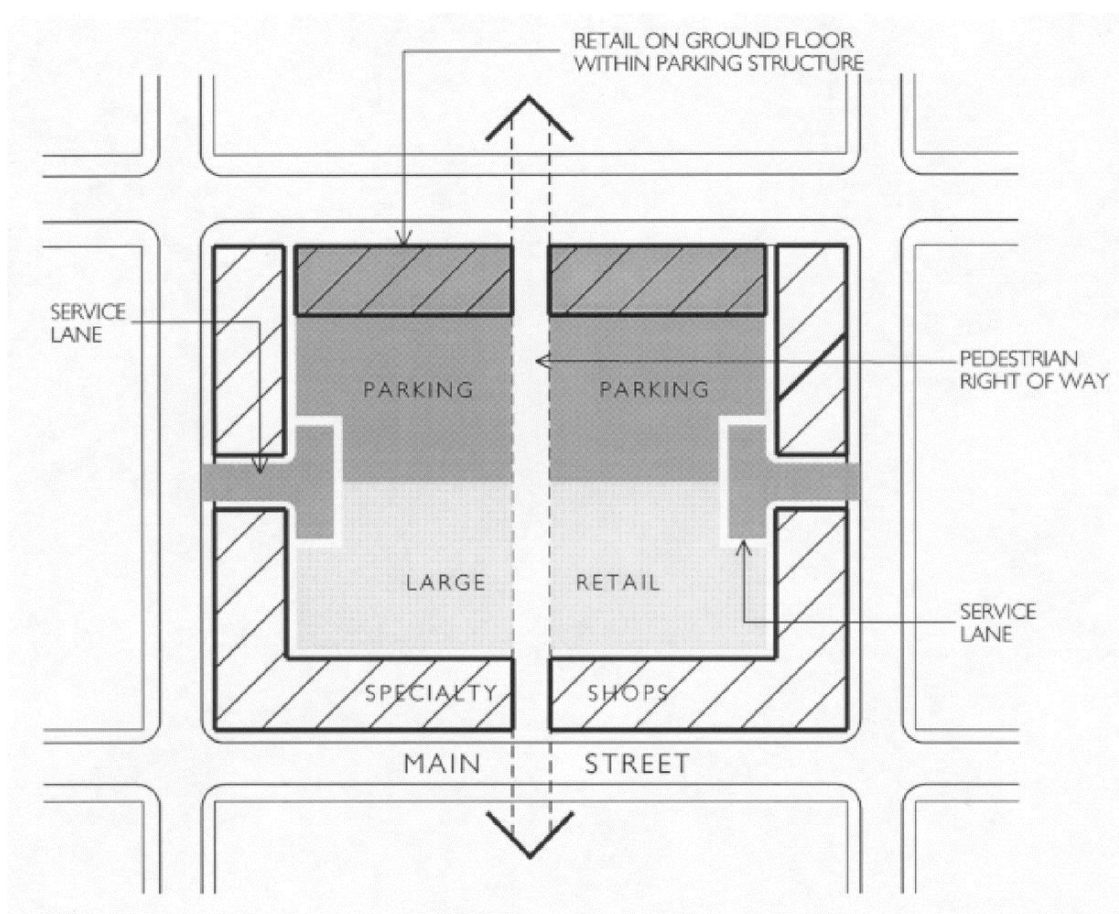 RETAIL ON GROUND FLOOR
WITHIN PARKING STRUCTURE
SERVICE
LANE
PARKING
PARKING
PEDESTRIAN
RIGHT OF WAY
LARGE
RETAIL
SERVICE
LANE
SPECIALTY
SHOPS
MAIN
STREET